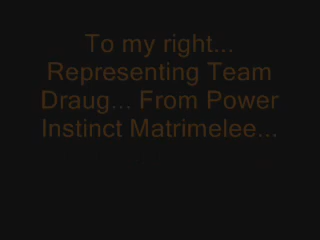 To my right...
Representing Team
Draug... From Power
Instinct Matrimelee...